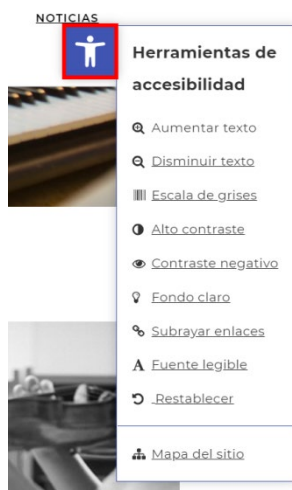 NOTICIAS
Herramientas de
accesibilidad
Aumentar texto
Disminuir texto
Escala de grises
Alto contraste
Contraste negativo
Fondo claro
Subrayar enlaces
Fuente legible
Restablecer
Mapa del sitio